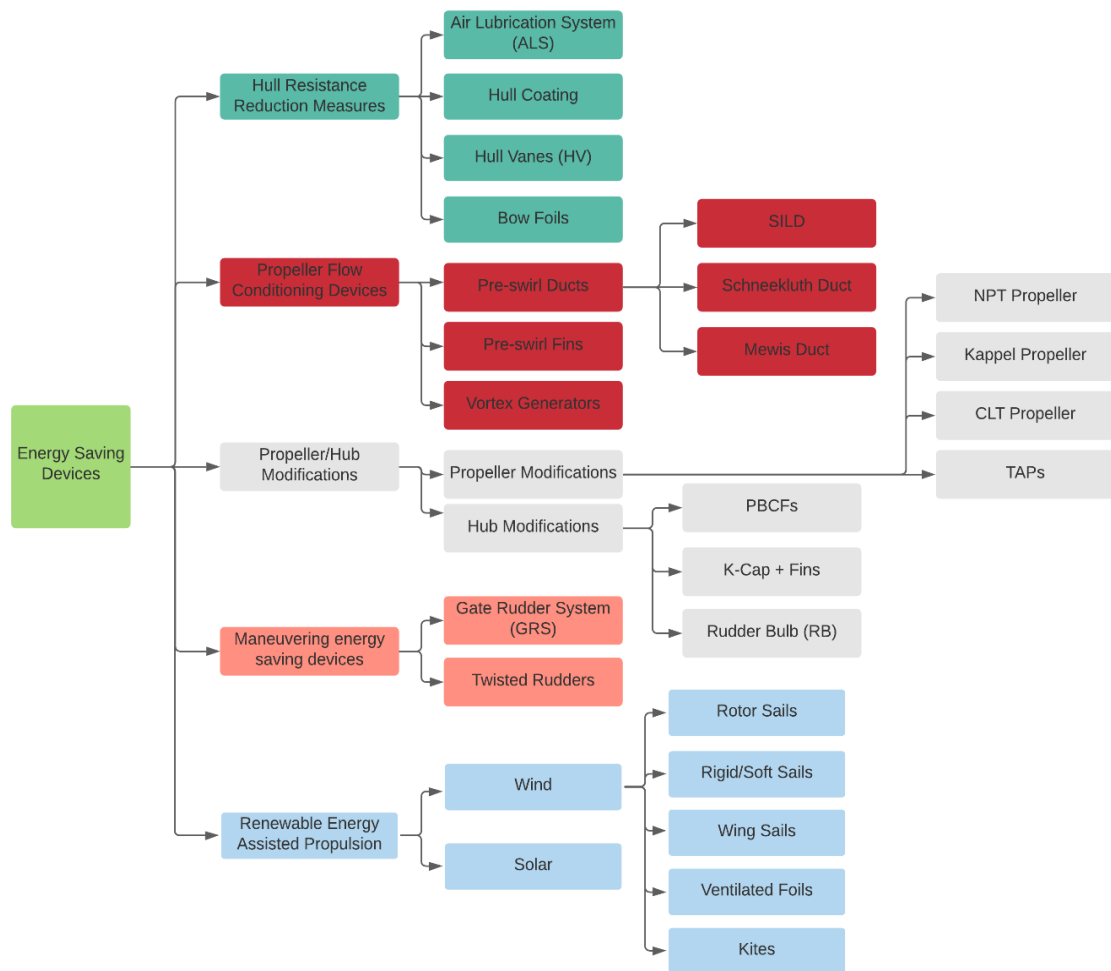 Energy Saving
Devices
Hull Resistance
Reduction Measures
Air Lubrication System
(ALS)
Hull Coating
Hull Vanes (HV)
Bow Foils
Propeller Flow
Conditioning Devices
Pre-swirl Ducts
SILD
Schneekluth Duct
Mewis Duct
Pre-swirl Fins
Vortex Generators
Propeller/Hub
Modifications
Propeller Modifications
NPT Propeller
Kappel Propeller
CLT Propeller
TAPs
Hub Modifications
PBCFs
K-Cap + Fins
Rudder Bulb (RB)
Maneuvering energy
saving devices
Gate Rudder System
(GRS)
Twisted Rudders
Renewable Energy
Assisted Propulsion
Wind
Rotor Sails
Rigid/Soft Sails
Wing Sails
Ventilated Foils
Kites
Solar